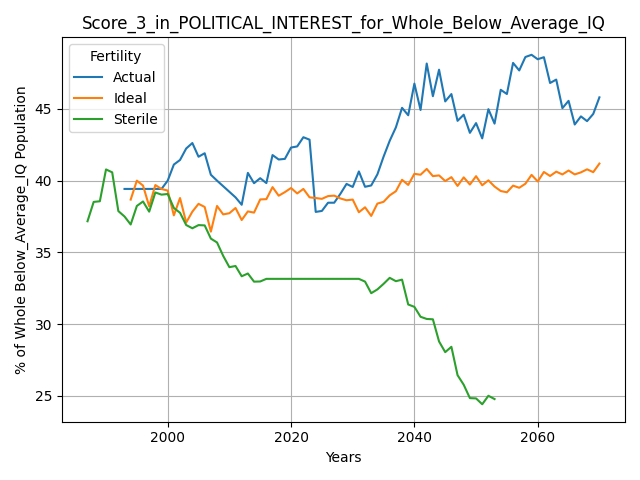 Score_3_in_POLITICAL_INTEREST_for_Whole_Below_Average_IQ
Fertility
Actual
Ideal
Sterile
% of Whole Below_Average_IQ Population
45
40
35
30
25
2000 2020 2040 2060
Years